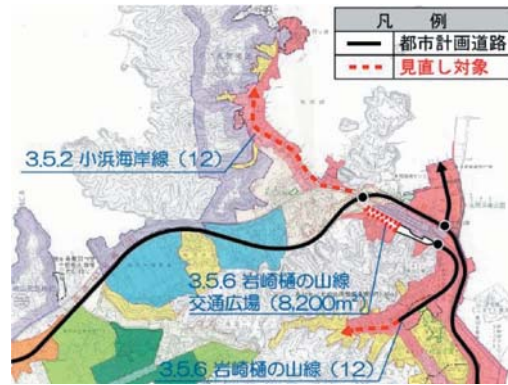 凡 例
都市計画道路
見直し対象
3.5.2 小浜海岸線（12）
3.5.6 岩崎樋の山線
交通広場（8,200㎡）
3.5.6 岩崎樋の山線（12）